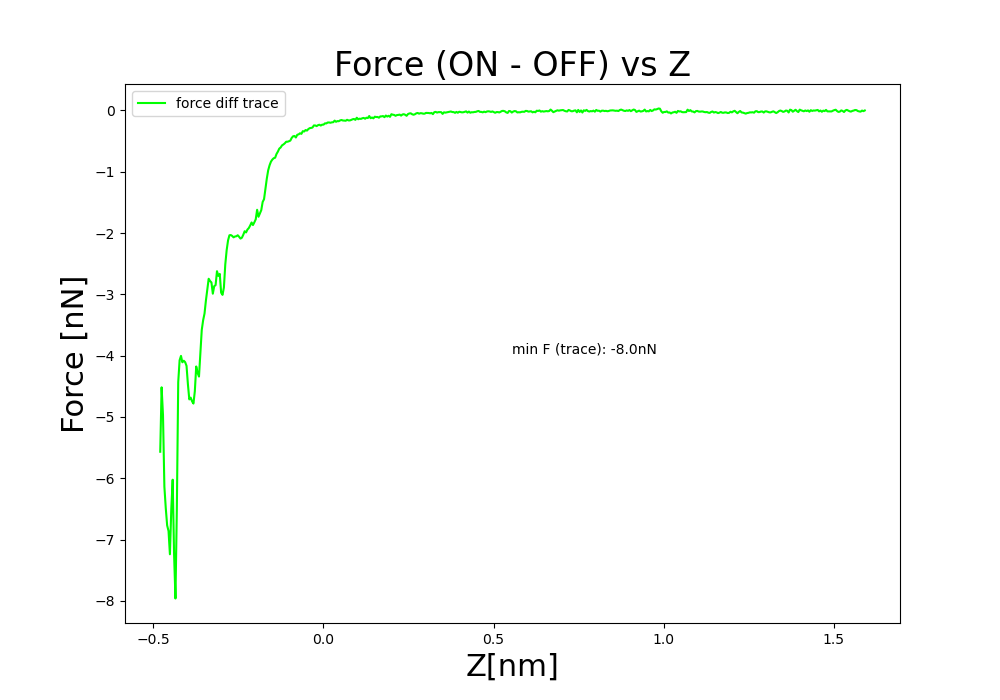 Force (ON - OFF) vs Z
force diff trace
0
−1
−2
−3
−4
−5
−6
−7
−8
Force [nN]
min F (trace): -8.0nN
−0.5 0.0 0.5 1.0 1.5
Z[nm]